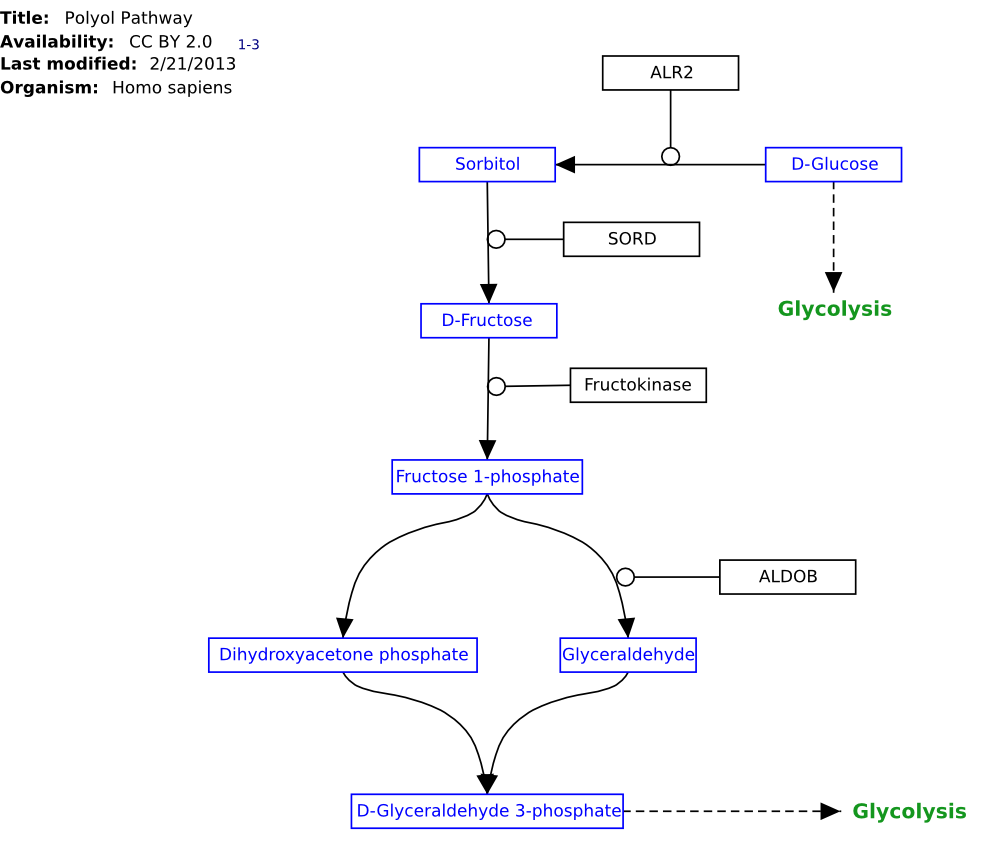 Title: Polyol Pathway
Availability: CC BY 2.0 1-3
Last modified: 2/21/2013
Organism: Homo sapiens
ALR2
Sorbitol
D-Glucose
SORD
Glycolysis
D-Fructose
Fructokinase
Fructose 1-phosphate
ALDOB
Dihydroxyacetone phosphate
Glyceraldehyde
D-Glyceraldehyde 3-phosphate
Glycolysis